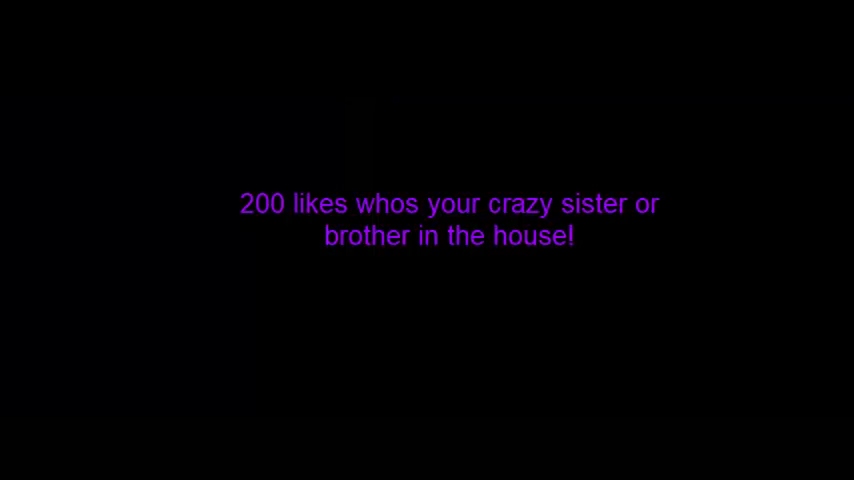 200 likes whos your crazy sister or
brother in the house!